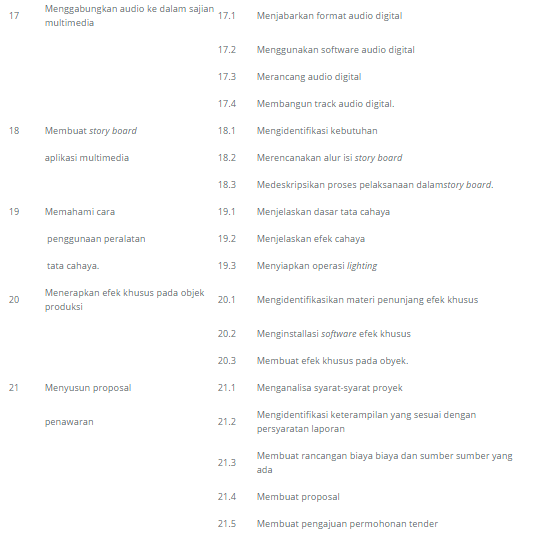 Menggabungkan audio ke dalam sajian
17 17.1 Menjabarkan format audio digital
multimedia
17.2 Menggunakan software audio digital
17.3 Merancang audio digital
17.4 Membangun track audio digital.
18 Membuat story board 18.1 Mengidentifikasi kebutuhan
aplikasi multimedia 18.2 Merencanakan alur isi story board
18.3 Medeskripsikan proses pelaksanaan dalamstory board.
19 Memahami cara 19.1 Menjelaskan dasar tata cahaya
penggunaan peralatan 19.2 Menjelaskan efek cahaya
tata cahaya. 19.3 Menyiapkan operasi lighting
Menerapkan efek khusus pada objek
20 20.1 Mengidentifikasikan materi penunjang efek khusus
produksi
20.2 Menginstallasi software efek khusus
20.3 Membuat efek khusus pada obyek.
21 Menyusun proposal 21.1 Menganalisa syarat-syarat proyek
penawaran 21.2 Mengidentifikasi keterampilan yang sesuai dengan
persyaratan laporan
21.3 Membuat rancangan biaya biaya dan sumber sumber yang
ada
21.4 Membuat proposal
21.5 Membuat pengajuan permohonan tender